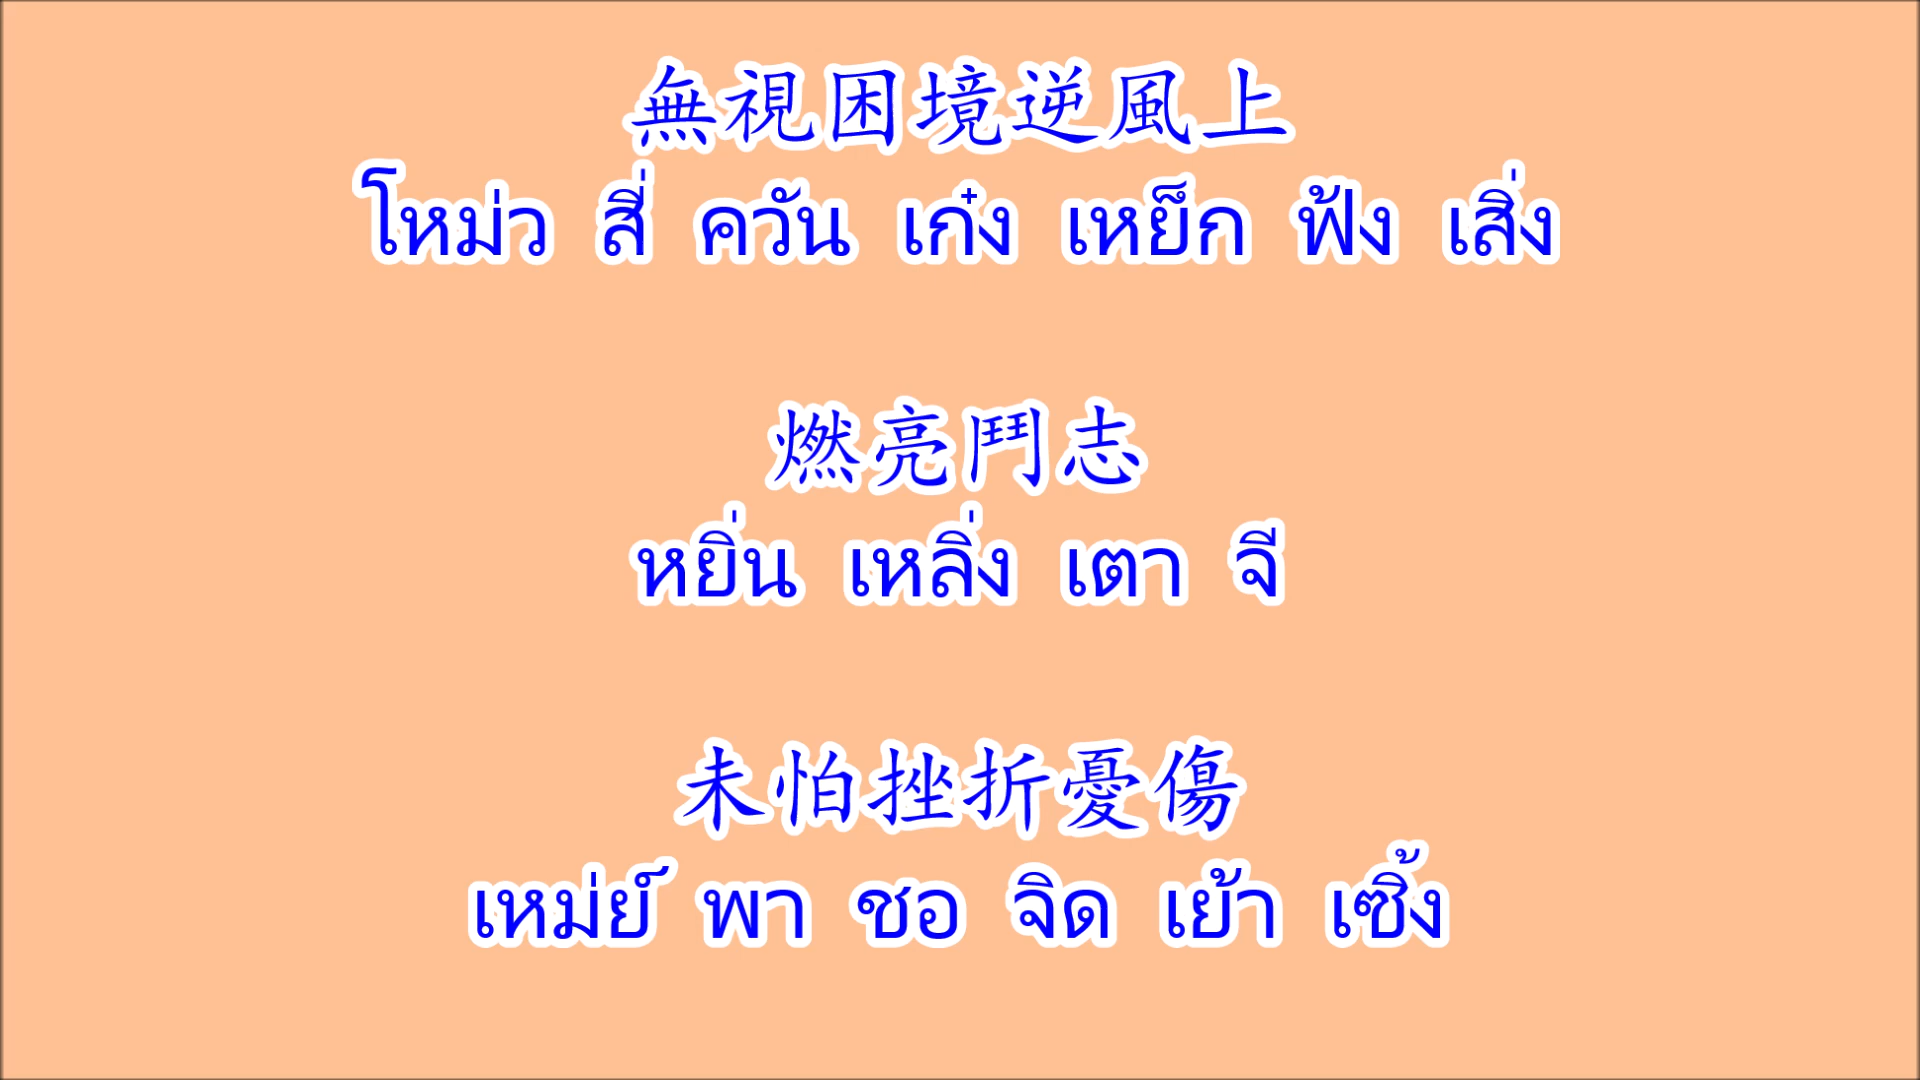 無視困境逆風上
โหม่ว สี่ ควัน เก๋ง เหย็ก ฟ้ง เสิ่ง
燃亮鬥志
หยิ่น เหลิ่ง เตา จี
未怕挫折憂傷
เหม่ย์ พา ชอ จิด เย้า เซิ้ง